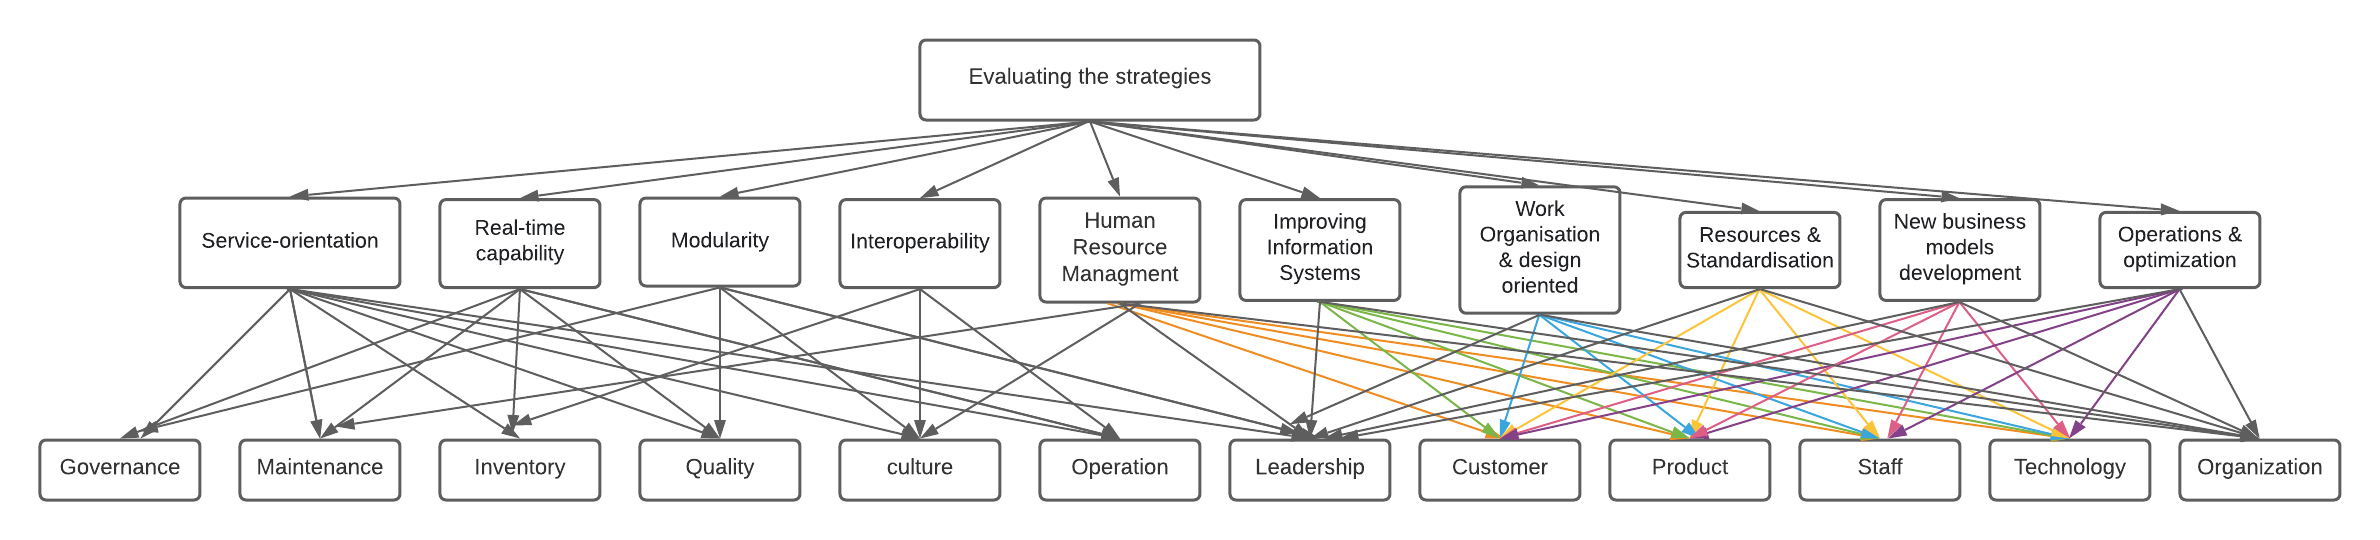 Evaluating the strategies
Service-orientation
Real-time
capability
Modularity
Interoperability
Human
Resource
Managment
Improving
Information
Systems
Work
Organisation
& design
oriented
Resources &
Standardisation
New business
models
development
Operations &
optimization
Governance
Maintenance
Inventory
Quality
culture
Operation
Leadership
Customer
Product
Staff
Technology
Organization